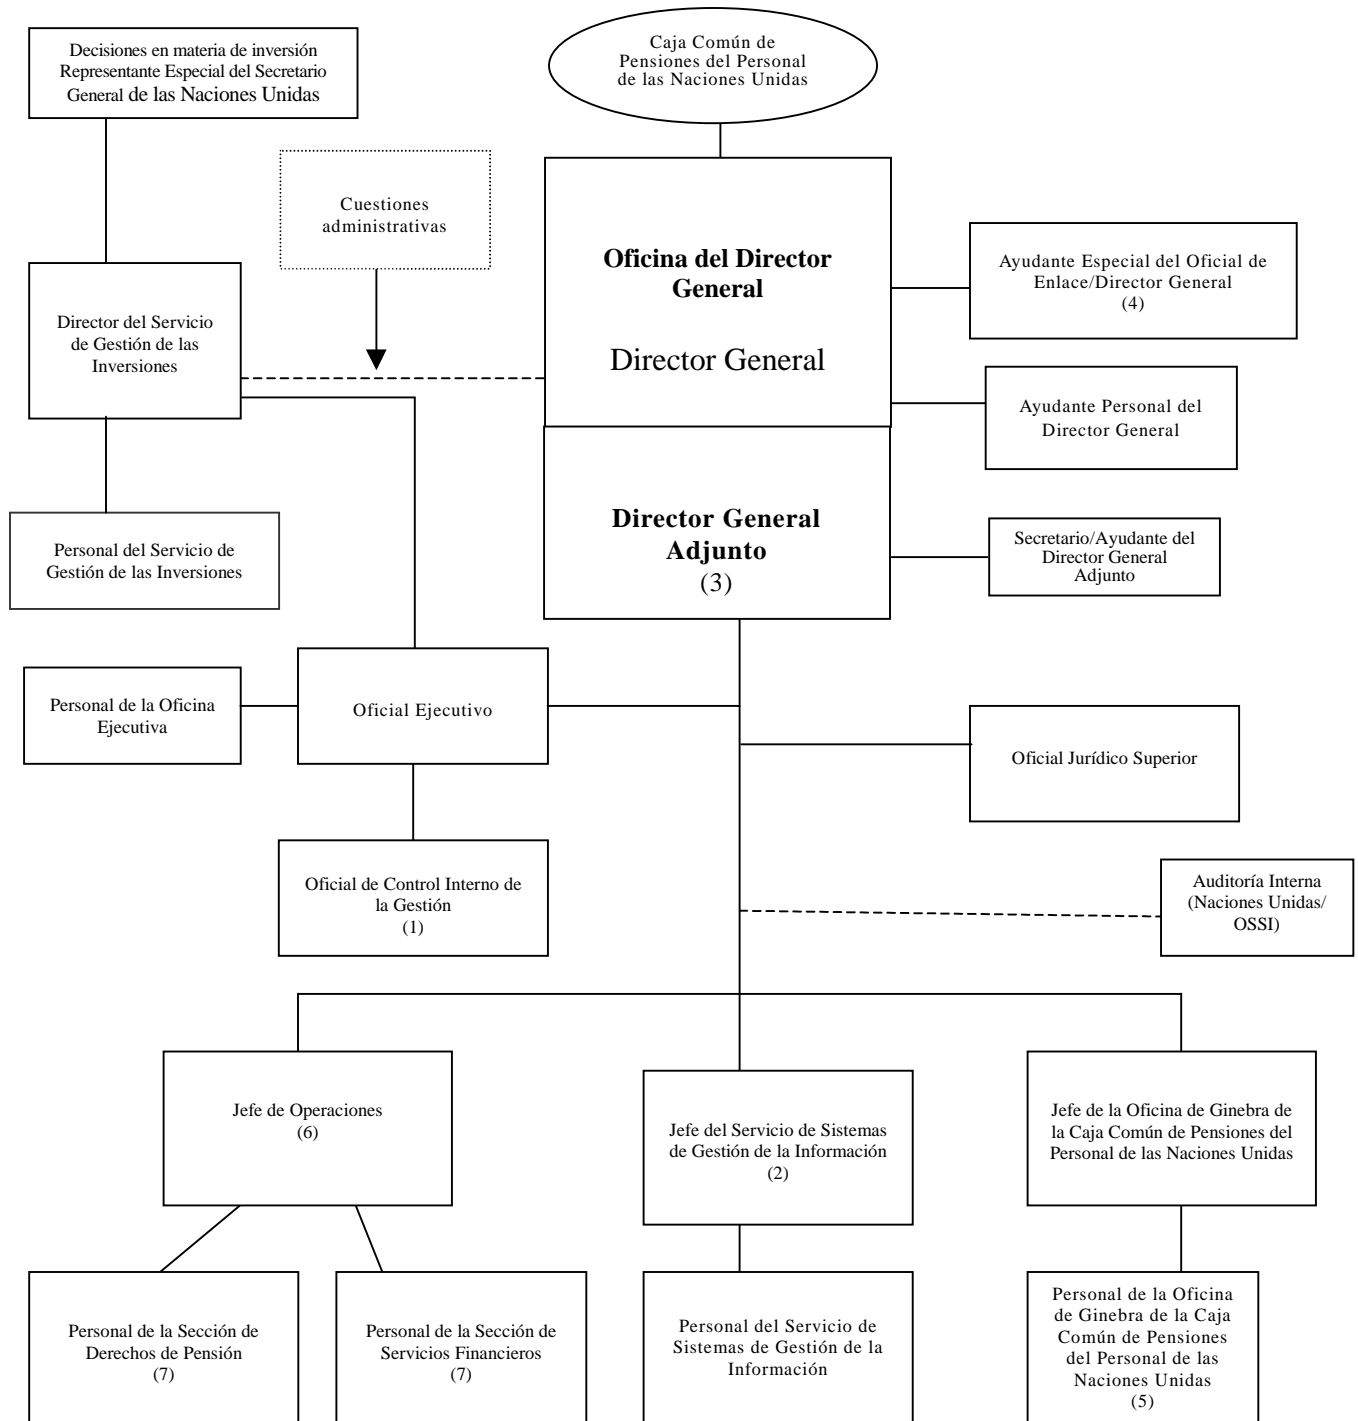 Decisiones en materia de inversión
Representante Especial del Secretario
General de las Naciones Unidas
Caja Común de
Pensiones del Personal
de las Naciones Unidas
Cuestiones
administrativas
Oficina del Director
General
Director General
Ayudante Especial del Oficial de
Enlace/Director General
(4)
Director del Servicio
de Gestión de las
Inversiones
Ayudante Personal del
Director General
Director General
Adjunto
(3)
Secretario/Ayudante del
Director General
Adjunto
Personal del Servicio de
Gestión de las Inversiones
Personal de la Oficina
Ejecutiva
Oficial Ejecutivo
Oficial Jurídico Superior
Oficial de Control Interno de
la Gestión
(1)
Auditoría Interna
(Naciones Unidas/
OSSI)
Jefe de Operaciones
(6)
Jefe del Servicio de Sistemas
de Gestión de la Información
(2)
Jefe de la Oficina de Ginebra de
la Caja Común de Pensiones del
Personal de las Naciones Unidas
Personal de la Sección de
Derechos de Pensión
(7)
Personal de la Sección de
Servicios Financieros
(7)
Personal del Servicio de
Sistemas de Gestión de la
Información
Personal de la Oficina
de Ginebra de la Caja
Común de Pensiones
del Personal de las
Naciones Unidas
(5)